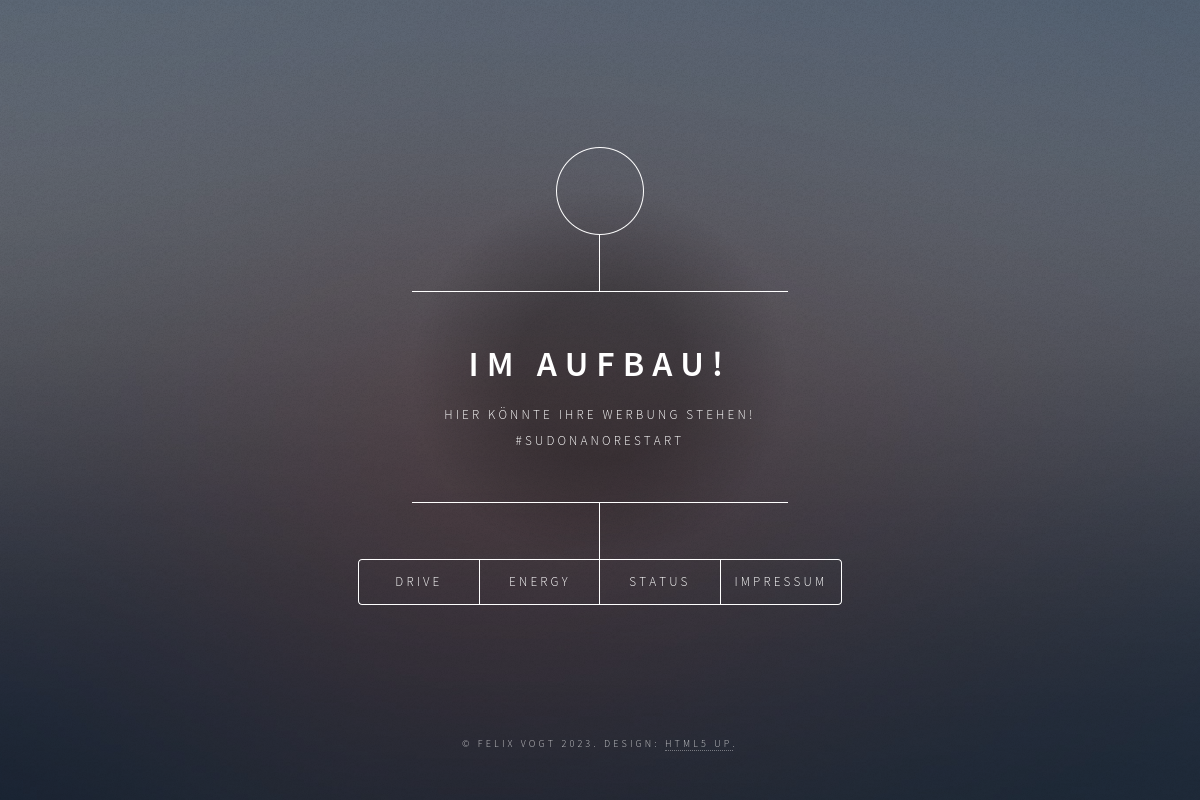 IM AUFBAU!
HIER KÖNNTE IHRE WERBUNG STEHEN!
#SUDONANORESTART
DRIVE ENERGY STATUS IMPRESSUM
© FELIX VOGT 2023. DESIGN: HTML5 UP.